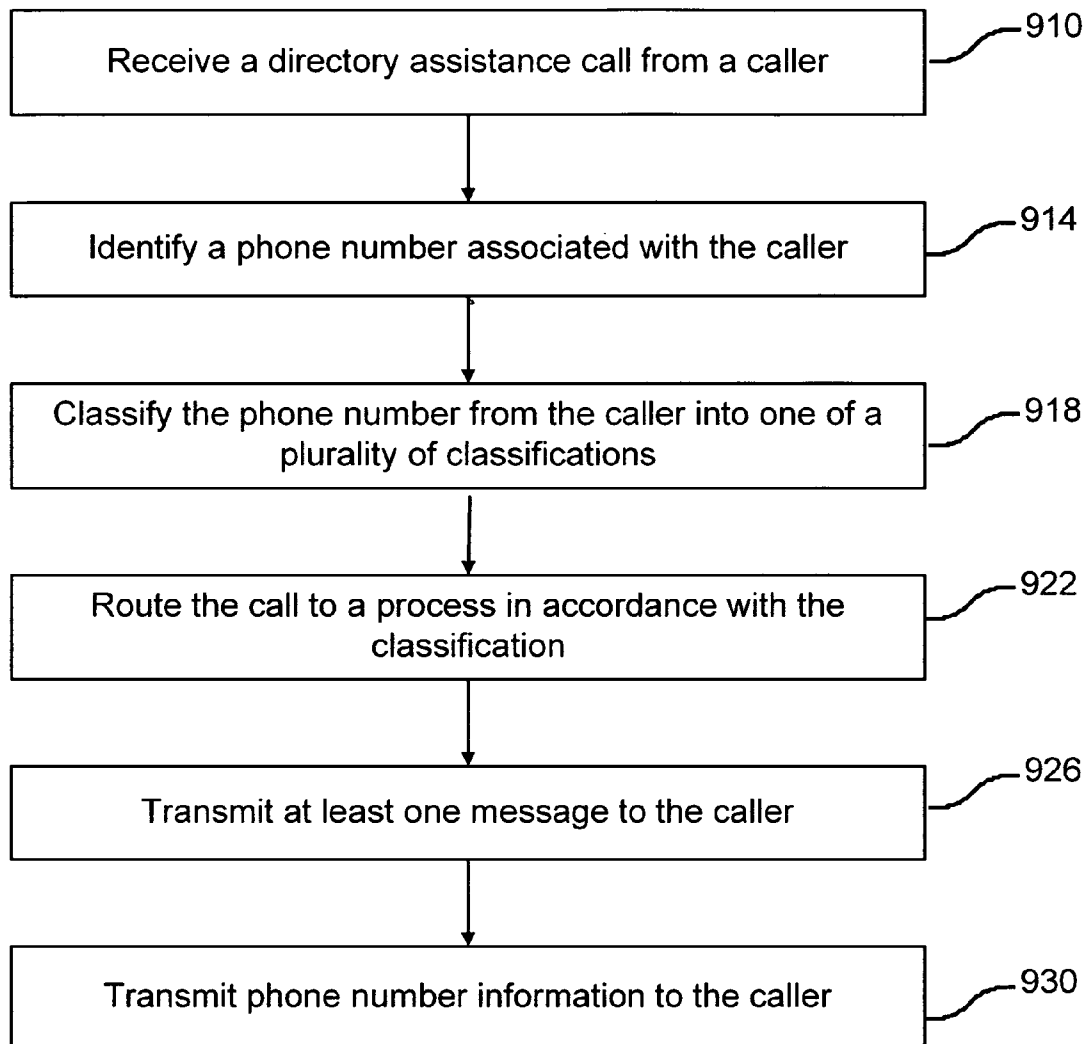 Receive a directory assistance call from a caller
910
Identify a phone number associated with the caller
914
Classify the phone number from the caller into one of a
plurality of classifications
918
Route the call to a process in accordance with the
classification
922
Transmit at least one message to the caller
926
Transmit phone number information to the caller
930